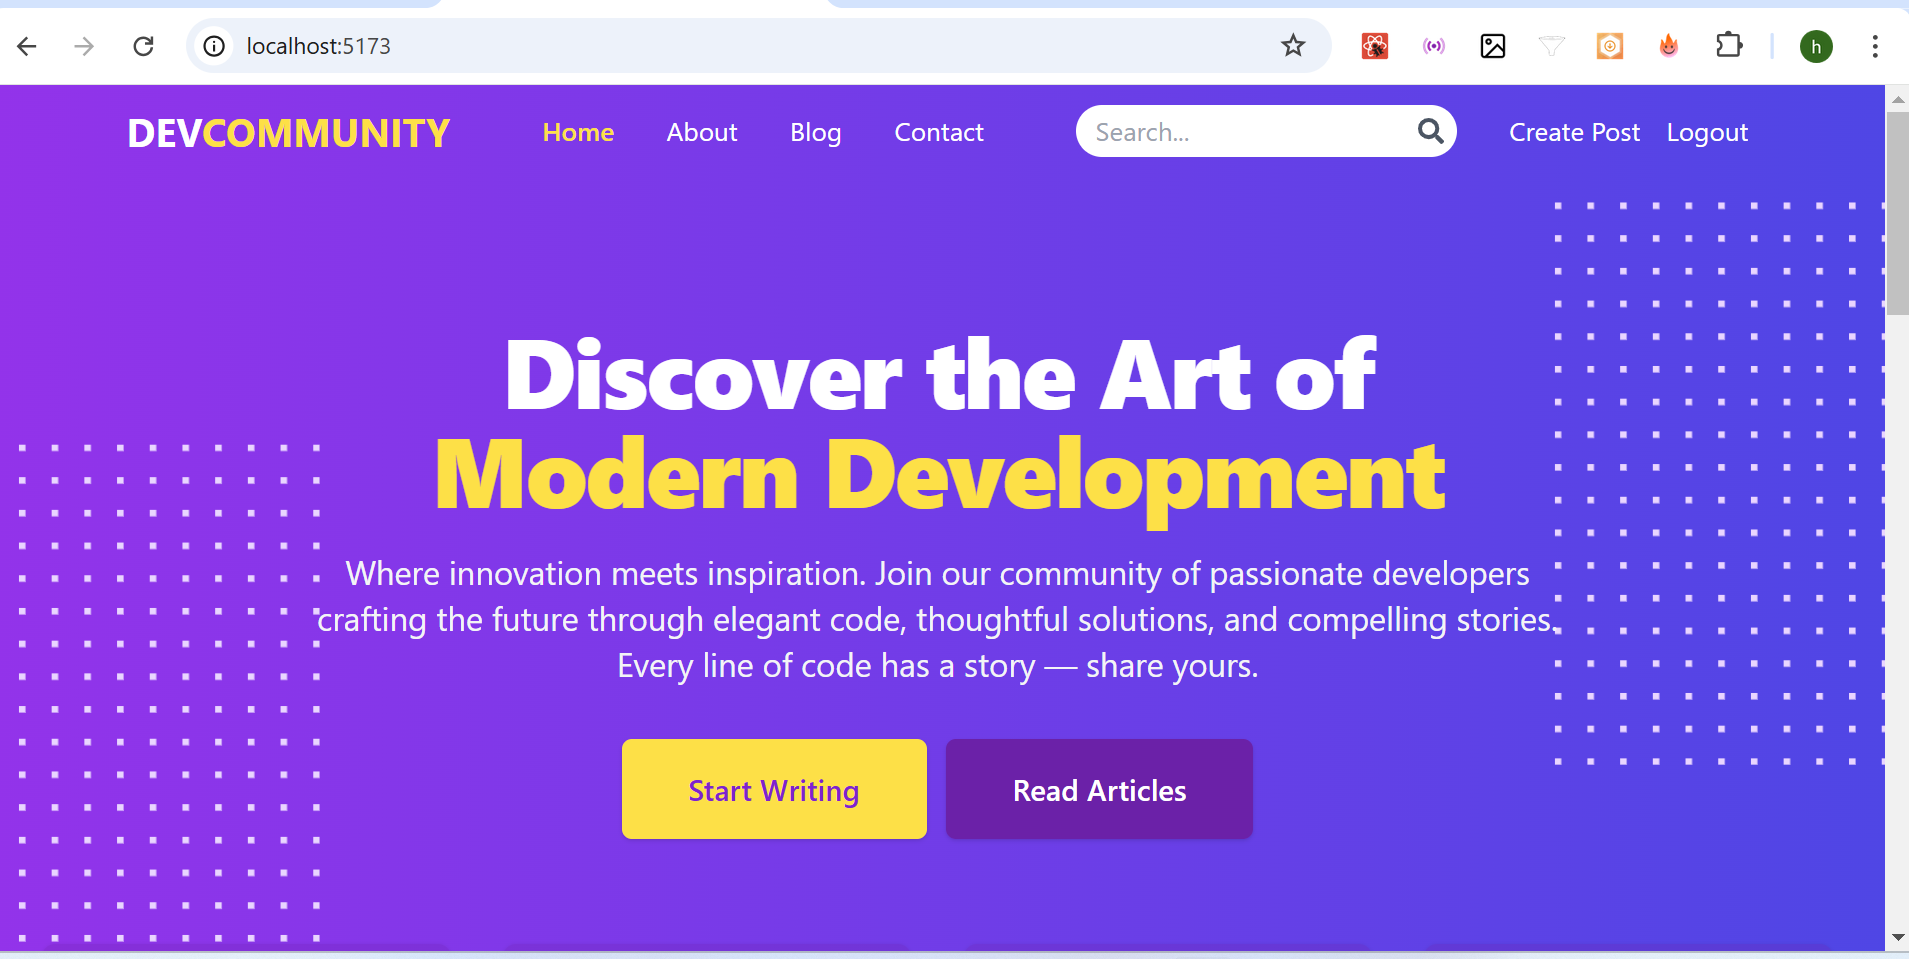 localhost:5173
h
DEVCOMMUNITY
Home
About
Blog
Contact
Search...
Create Post
Logout
Discover the Art of
Modern Development
Where innovation meets inspiration. Join our community of passionate developers
crafting the future through elegant code, thoughtful solutions, and compelling stories.
Every line of code has a story — share yours.
Start Writing
Read Articles